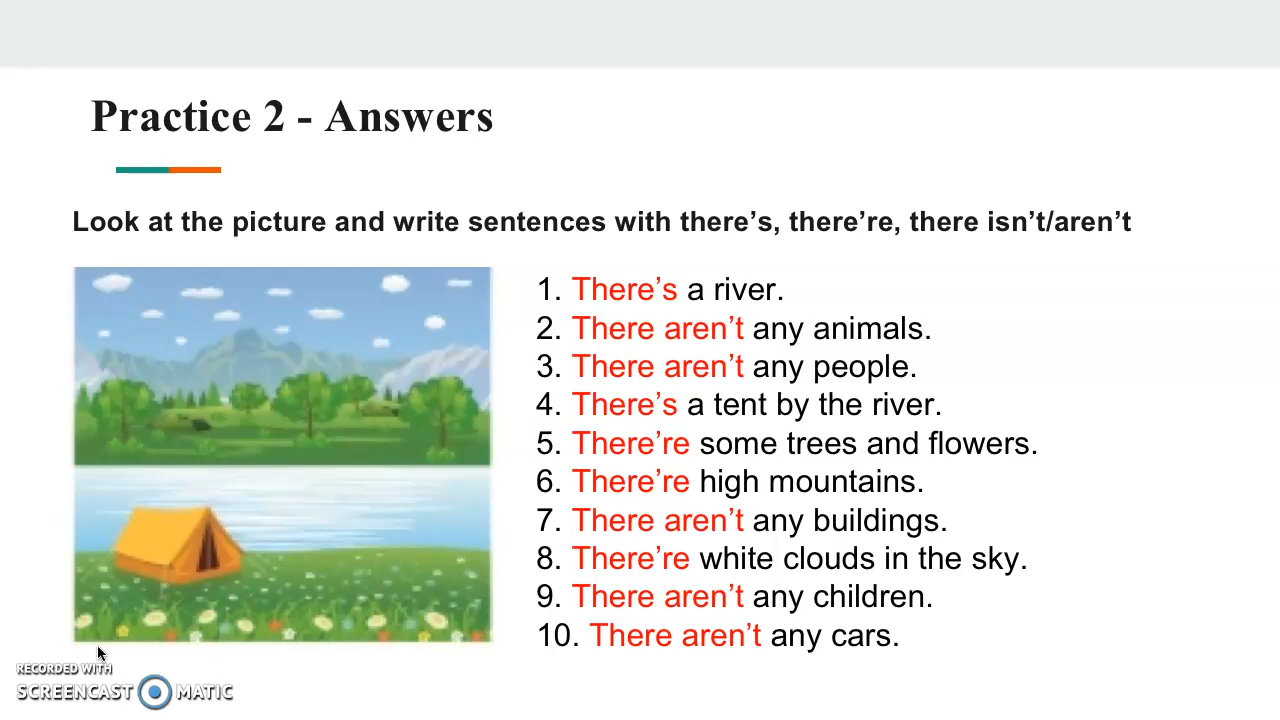 Practice 2 - Answers
Look at the picture and write sentences with there’s, there’re, there isn’t/aren’t
1. There’s a river.
2. There aren’t any animals.
3. There aren’t any people.
4. There’s a tent by the river.
5. There’re some trees and flowers.
6. There’re high mountains.
7. There aren’t any buildings.
8. There’re white clouds in the sky.
9. There aren’t any children.
10. There aren’t any cars.
RECORDED WITH
SCREENCAST MATIC